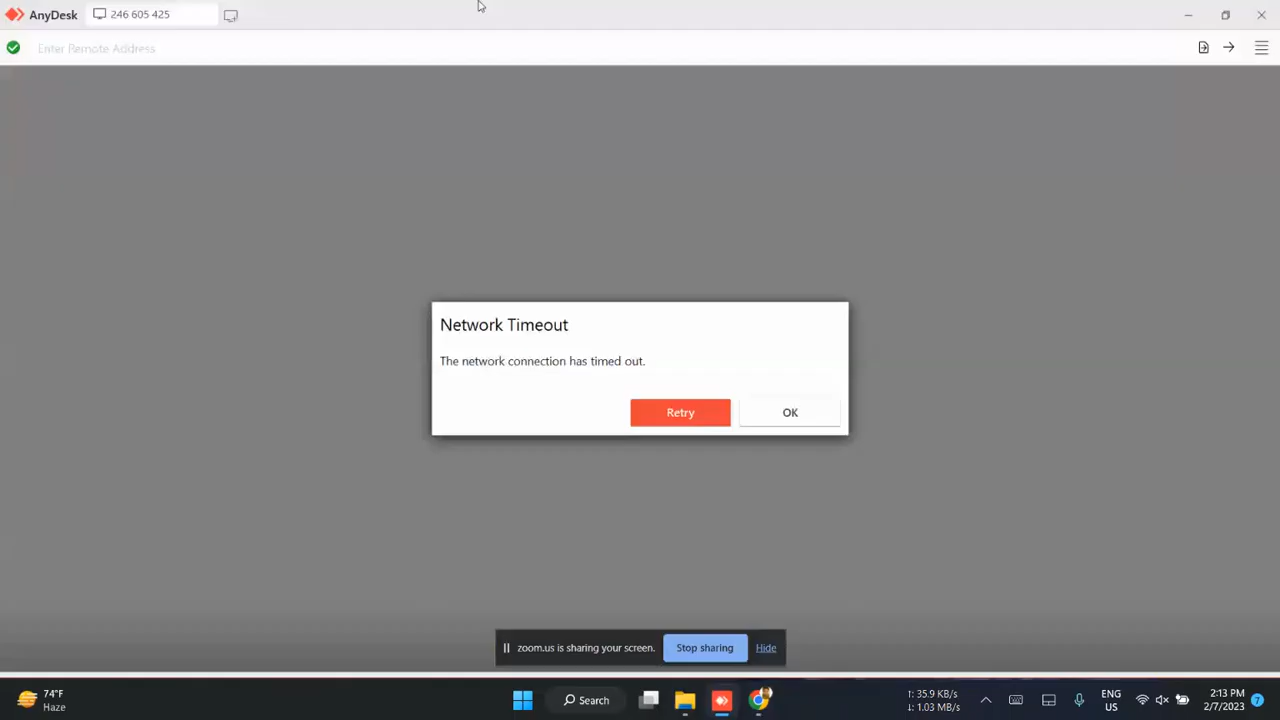 AnyDesk
246 605 425
Enter Remote Address
Network Timeout
The network connection has timed out.
Retry
OK
zoom.us is sharing your screen.
Stop sharing
Hide
74°F
Haze
Search
↑: 35.9 KB/s
↓: 1.03 MB/s
ENG
US
2:13 PM
2/7/2023
7